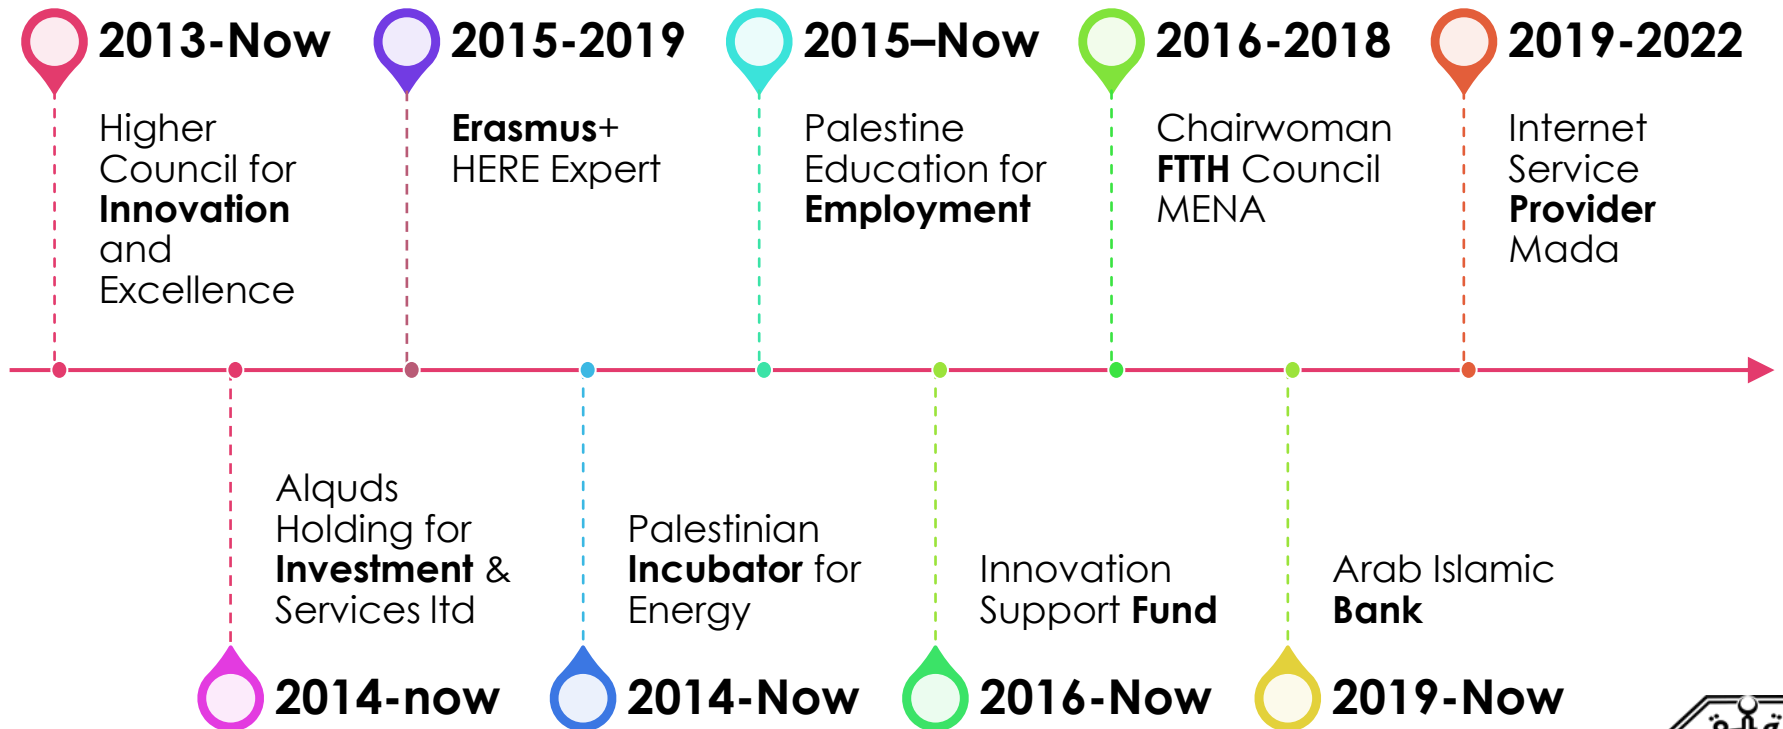 2013-Now
Higher
Council for
Innovation
and
Excellence
2015-2019
Erasmus+
HERE Expert
2015–Now
Palestine
Education for
Employment
2016-2018
Chairwoman
FTTH Council
MENA
2019-2022
Internet
Service
Provider
Mada
Alquds
Holding for
Investment &
Services ltd
2014-now
Palestinian
Incubator for
Energy
2014-Now
Innovation
Support Fund
2016-Now
Arab Islamic
Bank
2019-Now